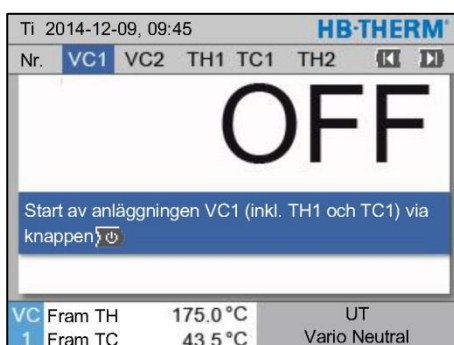 Ti 2014-12-09, 09:45 HB-THERM®
Nr. VC1 VC2 TH1 TC1 TH2
OFF
Start av anläggningen VC1 (inkl. TH1 och TC1) via
knappen
VC Fram TH 175.0 °C UT
1 Fram TC 43.5 °C Vario Neutral